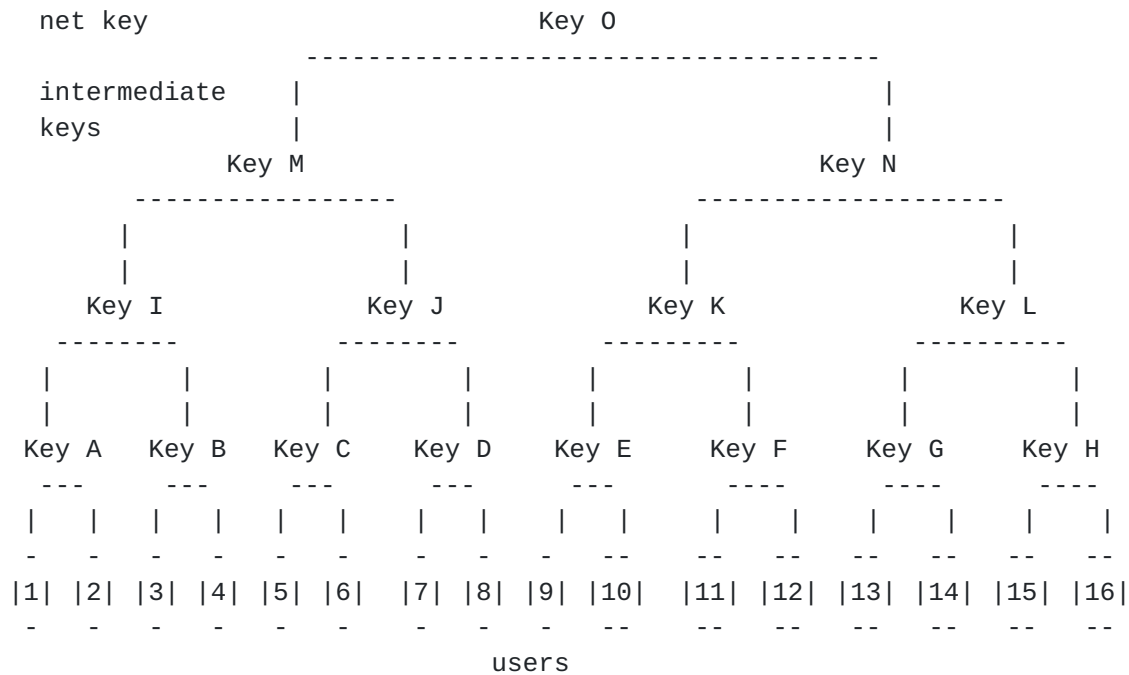 net key Key O
-------------------------------------
intermediate | |
keys | |
Key M Key N
----------------- --------------------
| | | |
| | | |
Key I Key J Key K Key L
-------- -------- --------- ----------
| | | | | | | |
| | | | | | | |
Key A Key B Key C Key D Key E Key F Key G Key H
--- --- --- --- --- ---- ---- ----
| | | | | | | | | | | | | | | |
- - - - - - - - - -- -- -- -- -- -- --
|1| |2| |3| |4| |5| |6| |7| |8| |9| |10| |11| |12| |13| |14| |15| |16|
- - - - - - - - - -- -- -- -- -- -- --
users